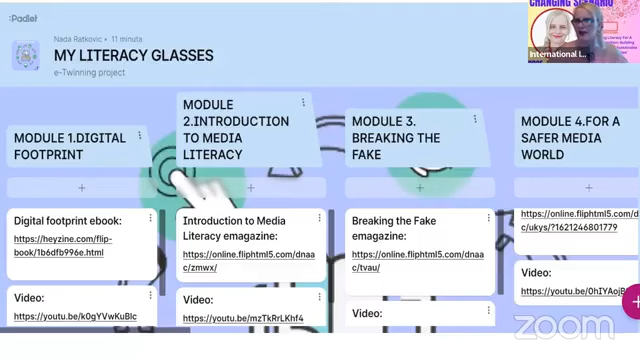 :Padlet
Nada Ratkovic • 11 minuta
MY LITERACY GLASSES
e-Twinning project
CHANGING SCENARIO
International I...
MODULE 1.DIGITAL
FOOTPRINT
MODULE
2.INTRODUCTION
TO MEDIA
LITERACY
MODULE 3.
BREAKING THE
FAKE
MODULE 4.FOR A
SAFER MEDIA
WORLD
Digital footprint ebook:
https://heyzine.com/flip-
book/1b6dfb996e.html
Video:
https://youtu.be/k0gYVwKuBlc
Introduction to Media
Literacy emagazine:
https://online.fliphtml5.com/dnaa
c/zmwx/
Video:
https://youtu.be/mzTkRrLKhf4
Breaking the Fake
emagazine:
https://online.fliphtml5.com/dnaa
c/tvau/
Video:
https://online.fliphtml5.com/d
c/ukys/?1621246801779
Video:
https://youtu.be/0hIYAojB
zoom